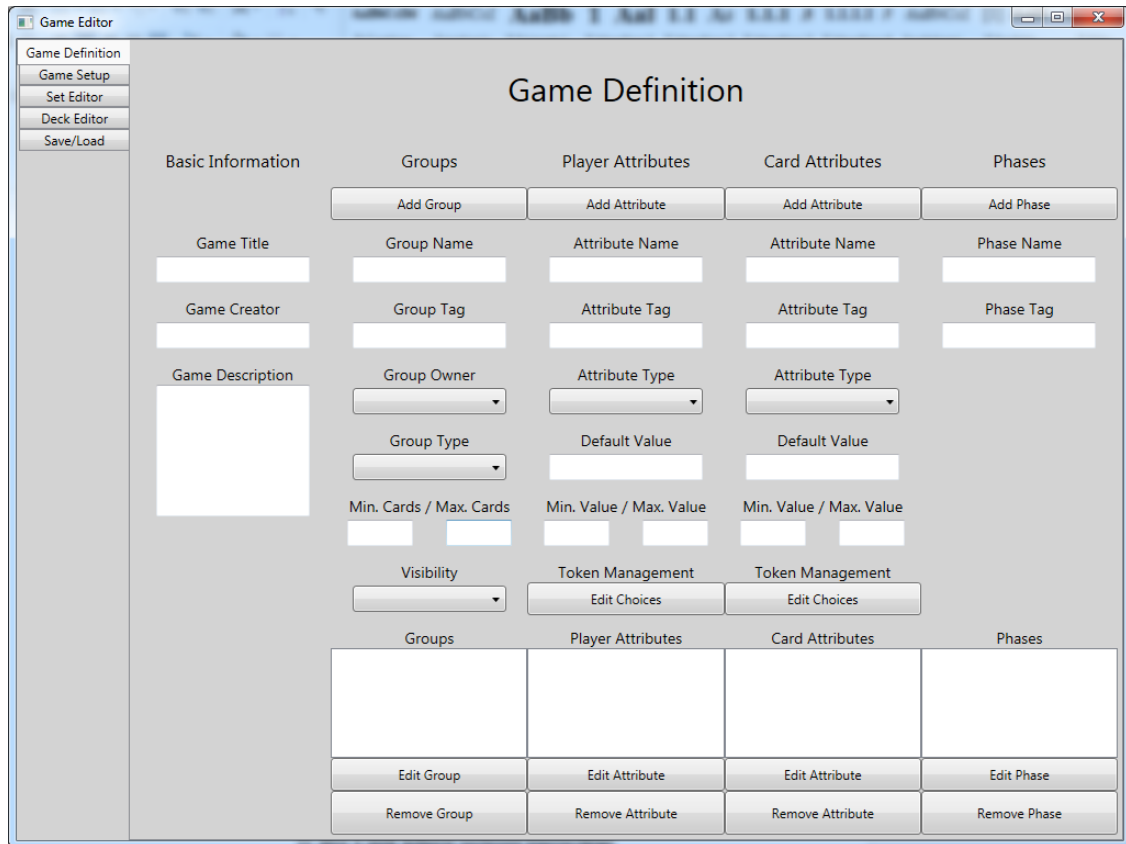 Game Editor
Game Definition
Game Setup
Set Editor
Deck Editor
Save/Load
Game Definition
Basic Information Groups Player Attributes Card Attributes Phases
Add Group Add Attribute Add Attribute Add Phase
Game Title Group Name Attribute Name Attribute Name Phase Name
Game Creator Group Tag Attribute Tag Attribute Tag Phase Tag
Game Description Group Owner Attribute Type Attribute Type
Group Type Default Value Default Value
Min. Cards / Max. Cards Min. Value / Max. Value Min. Value / Max. Value
Visibility Token Management Token Management
Edit Choices Edit Choices
Groups Player Attributes Card Attributes Phases
Edit Group Edit Attribute Edit Attribute Edit Phase
Remove Group Remove Attribute Remove Attribute Remove Phase